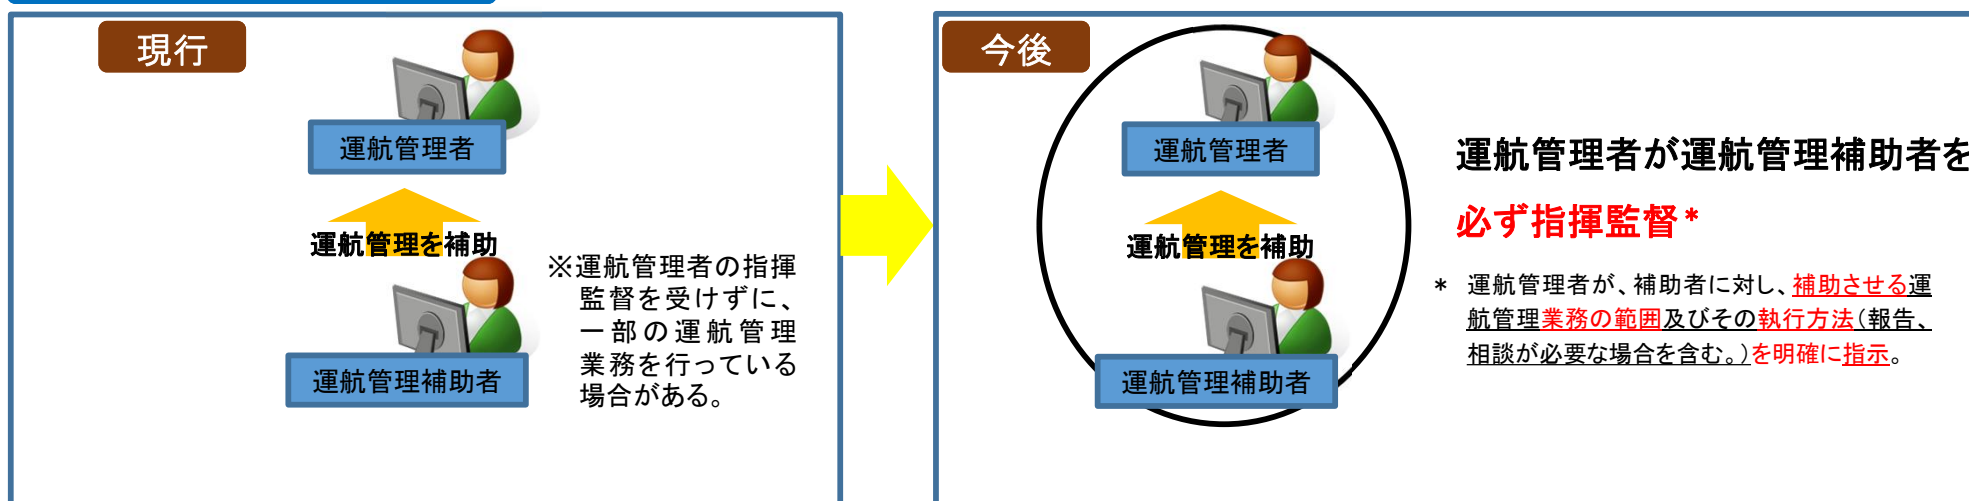 現行
運航管理者
運航管理を補助
※運航管理者の指揮
監督を受けずに、
一部の運航管理
業務を行っている
場合がある。
運航管理補助者
今後
運航管理者
運航管理を補助
運航管理補助者
運航管理者が運航管理補助者を
必ず指揮監督*
* 運航管理者が、補助者に対し、補助させる運
航管理業務の範囲及びその執行方法(報告、
相談が必要な場合を含む。)を明確に指示。